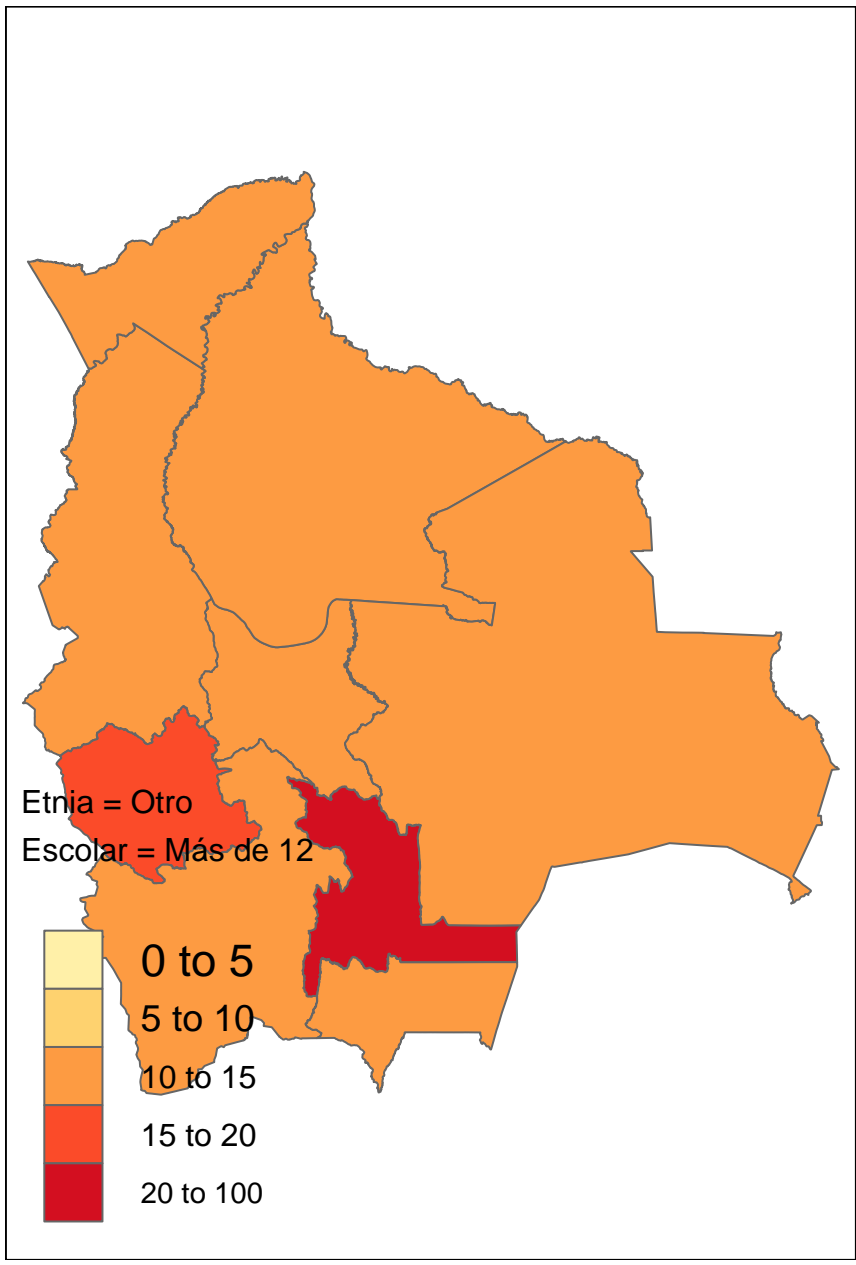 Etnia = Otro
Escolar = Más de 12
0 to 5
5 to 10
10 to 15
15 to 20
20 to 100